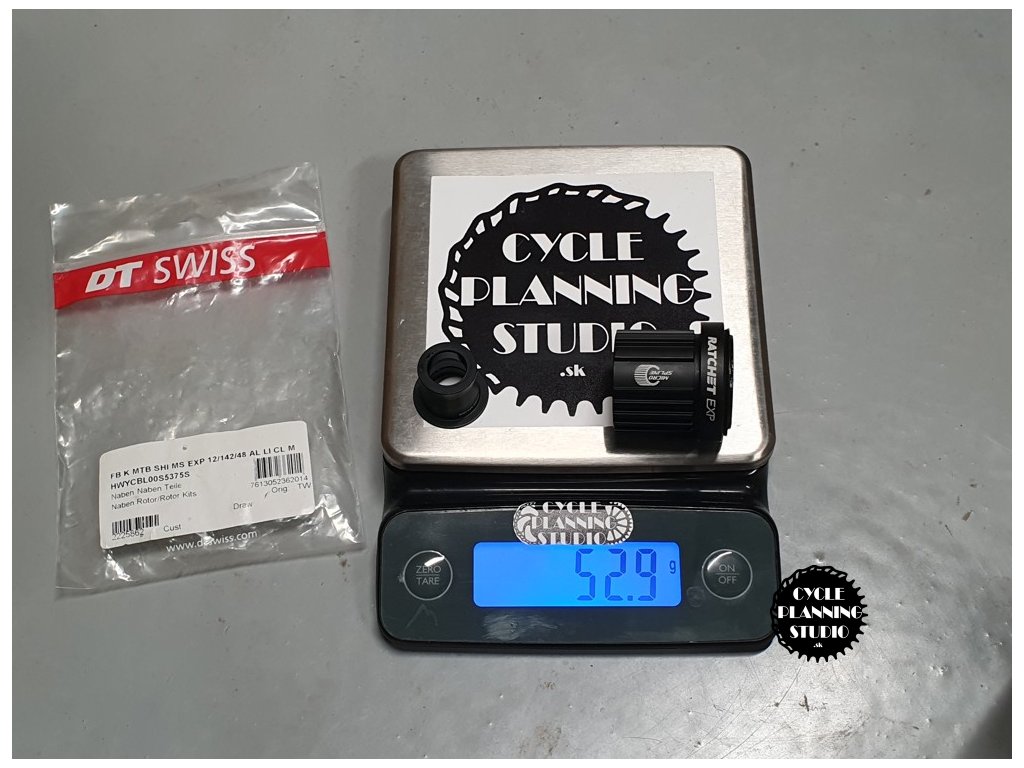 DT SWISS
FB K MTB SHI MS EXP 12/142/48 AL LI CL M
HWYCBL00S5375S
Naben Naben Teile
Naben Rotor/Rotor Kits
7613052362014
Orig. TW
Draw
2225862
Cust
www.dtswiss.com
CYCLE
PLANNING
STUDIO
.sk
MICRO
SPLINE
RATCHET EXP
CYCLE
PLANNING
STUDIO
ZERO
TARE
52.9 g
ON
OFF
CYCLE
PLANNING
STUDIO
.sk